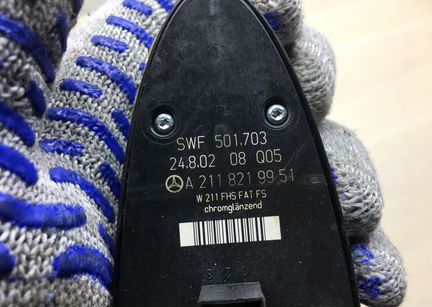 SWF 501.703
24.8.02 08 Q05
A 211 821 99 51
W 211 FHS FAT FS
chromglänzend